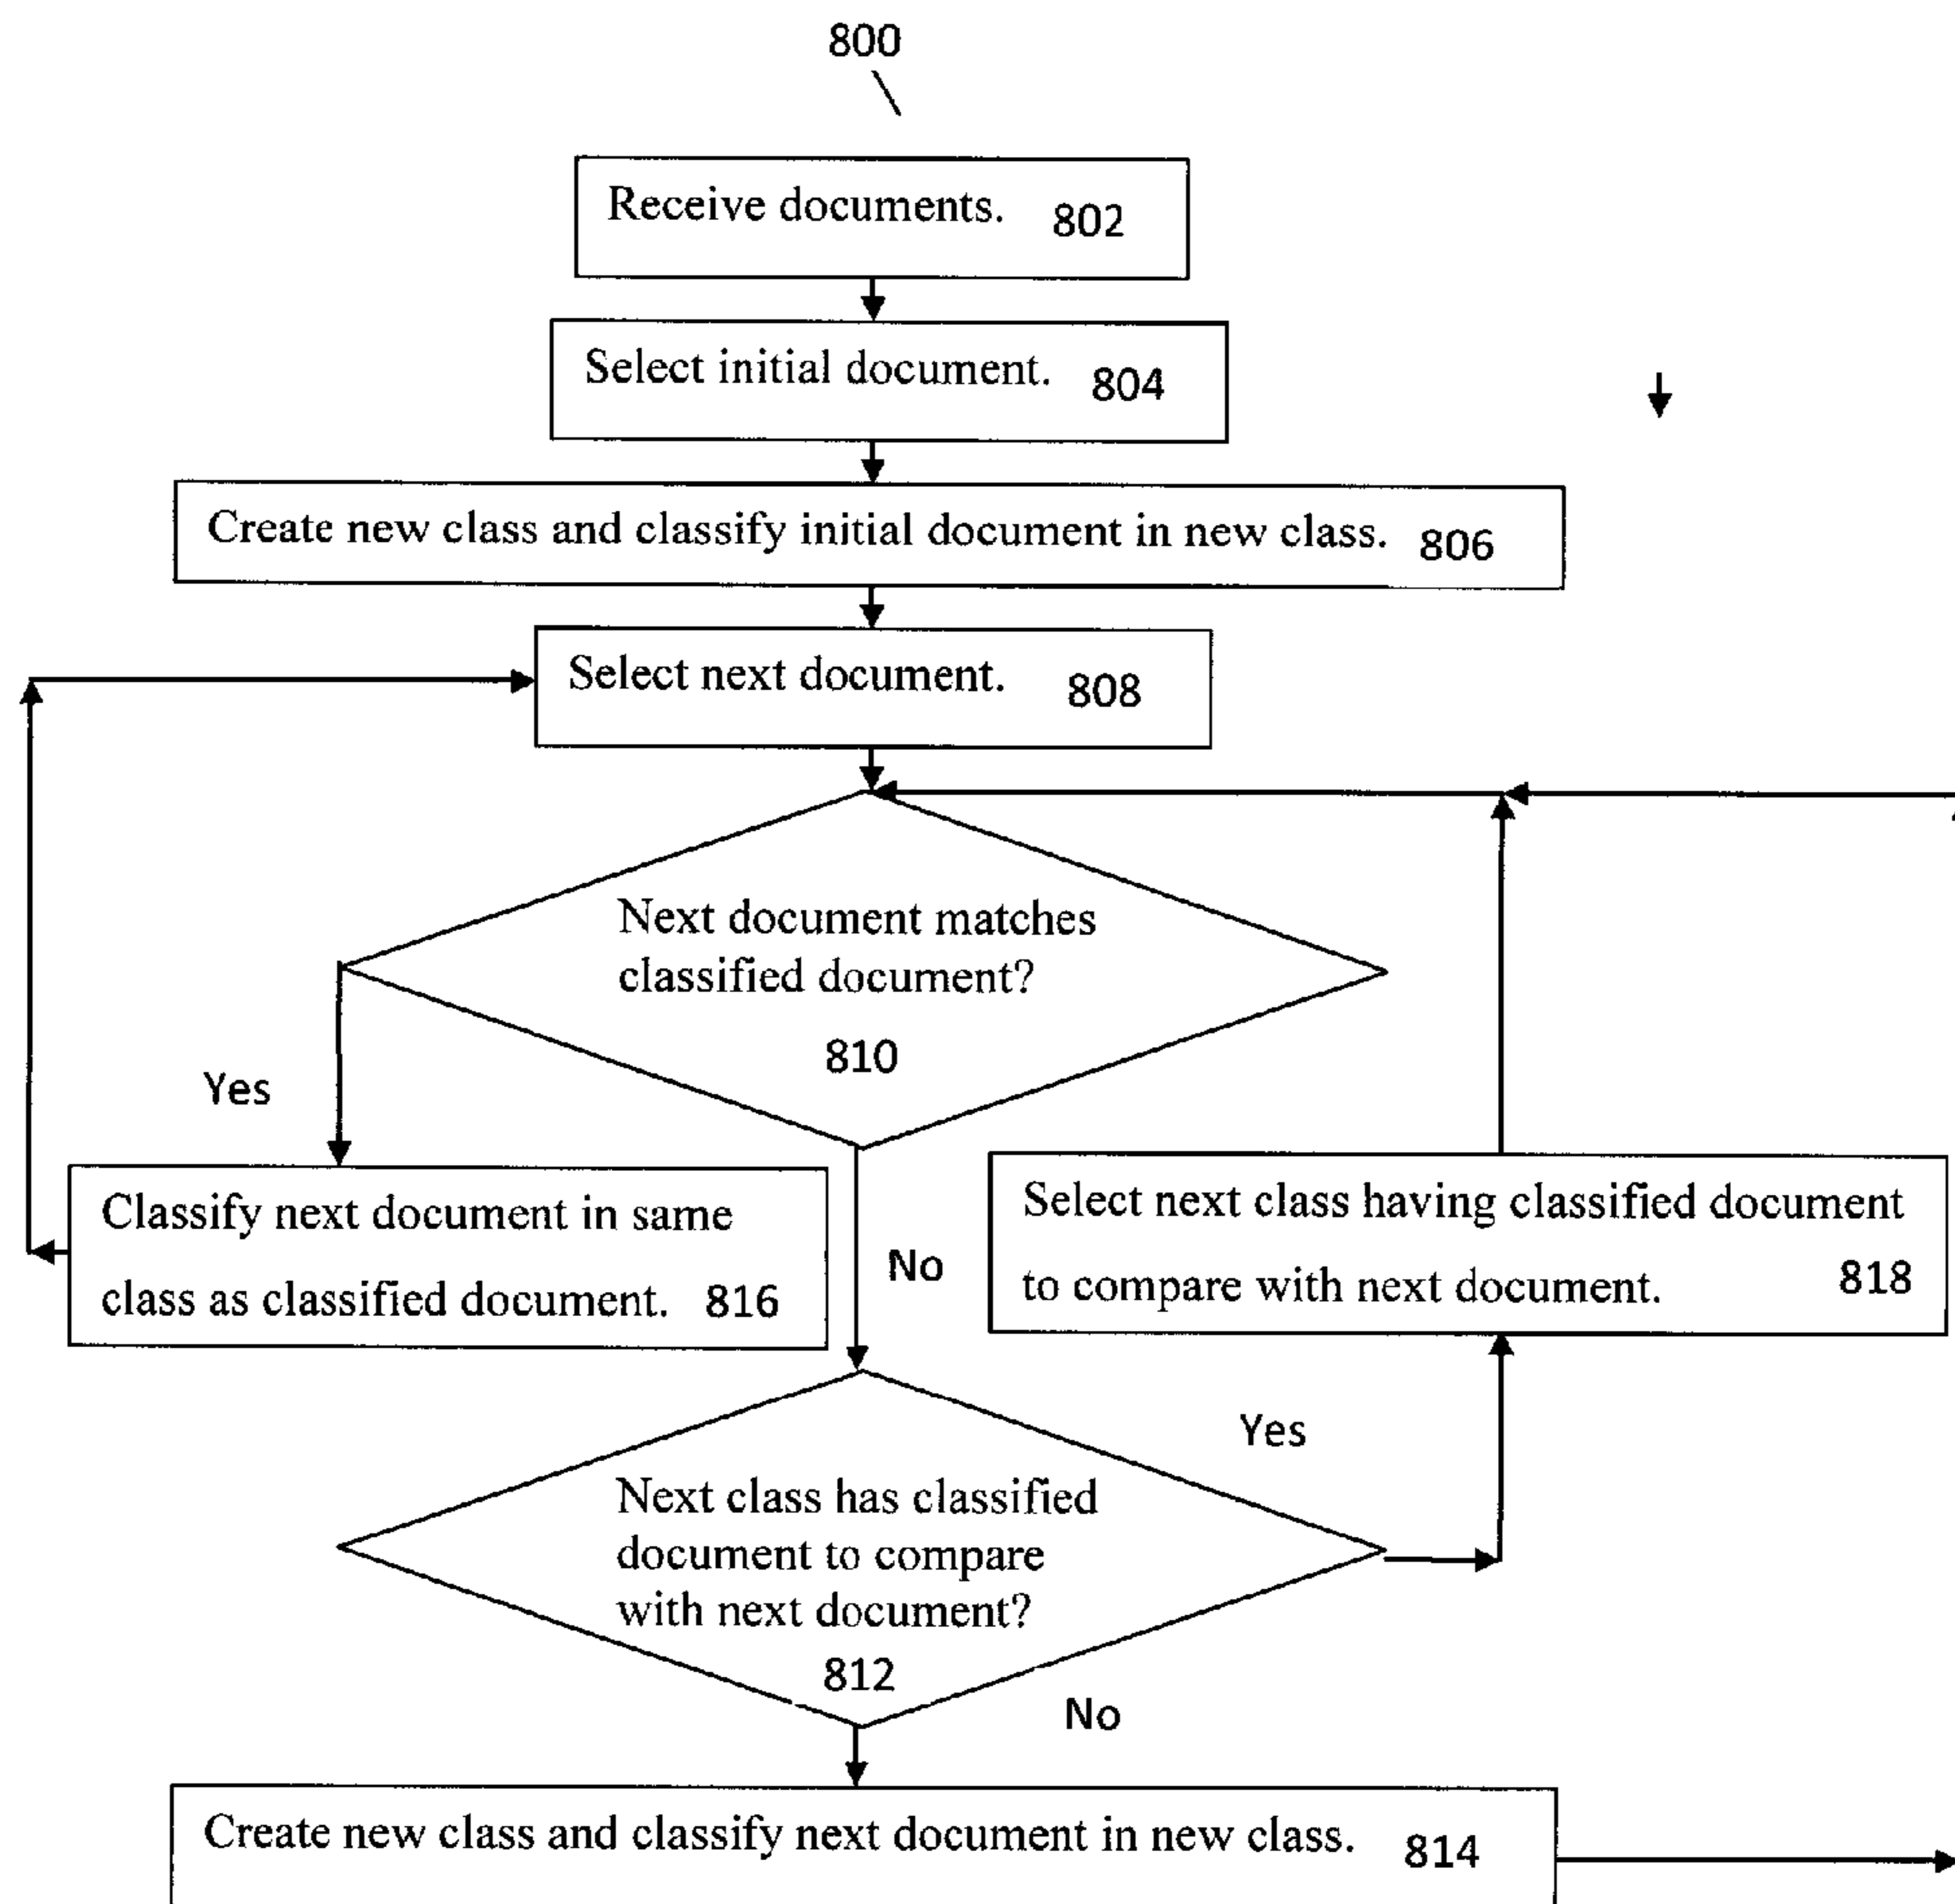 800
Receive documents. 802
Select initial document. 804
Create new class and classify initial document in new class. 806
Select next document. 808
Next document matches
classified document?
810
Yes
Classify next document in same
class as classified document. 816
No
Select next class having classified document
to compare with next document. 818
Yes
Next class has classified
document to compare
with next document?
812
No
Create new class and classify next document in new class. 814